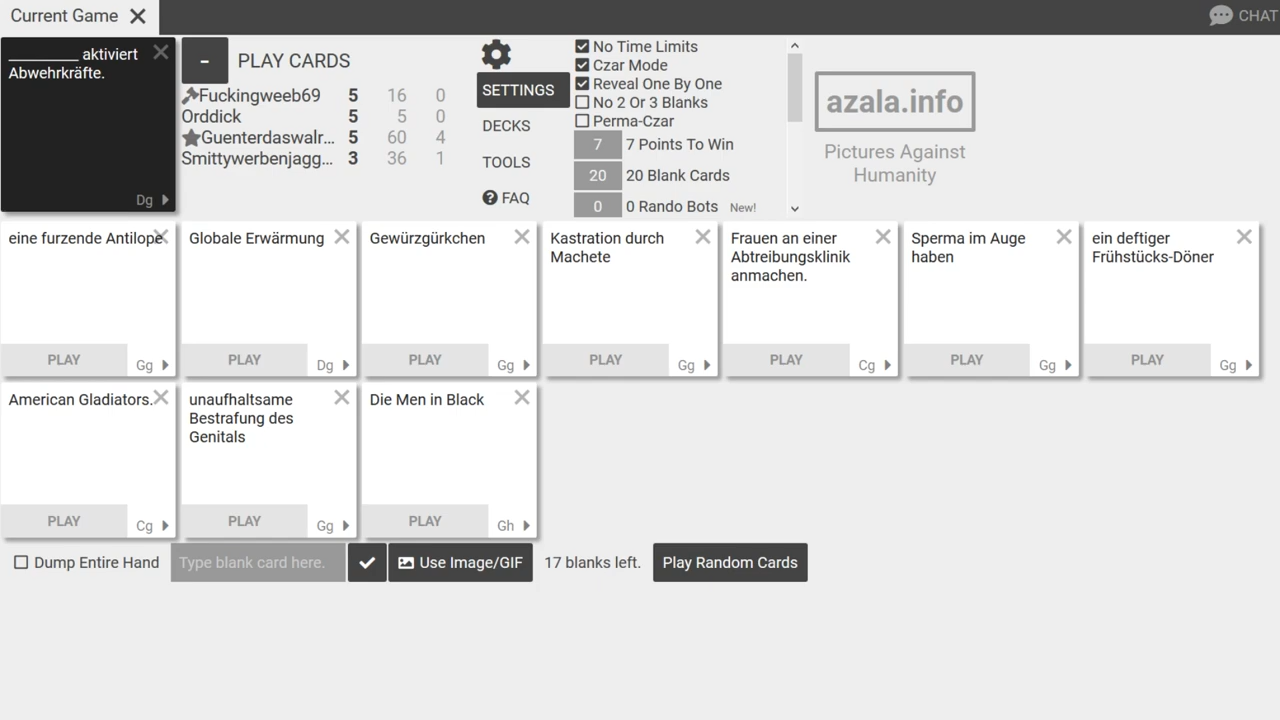 Current Game
CHAT
________ aktiviert
Abwehrkräfte.
Dg
-
PLAY CARDS
Fuckingweeb69 5 16 0
Orddick 5 5 0
Guenterdaswalr... 5 60 4
Smittywerbenjagg... 3 36 1
SETTINGS
DECKS
TOOLS
FAQ
No Time Limits
Czar Mode
Reveal One By One
No 2 Or 3 Blanks
Perma-Czar
7 7 Points To Win
20 20 Blank Cards
0 0 Rando Bots New!
azala.info
Pictures Against
Humanity
eine furzende Antilope
PLAY
Gg
Globale Erwärmung
PLAY
Dg
Gewürzgürkchen
PLAY
Gg
Kastration durch
Machete
PLAY
Gg
Frauen an einer
Abtreibungsklinik
anmachen.
PLAY
Cg
Sperma im Auge
haben
PLAY
Gg
ein deftiger
Frühstücks-Döner
PLAY
Gg
American Gladiators.
PLAY
Cg
unaufhaltsame
Bestrafung des
Genitals
PLAY
Gg
Die Men in Black
PLAY
Gh
Dump Entire Hand
Type blank card here.
Use Image/GIF
17 blanks left.
Play Random Cards